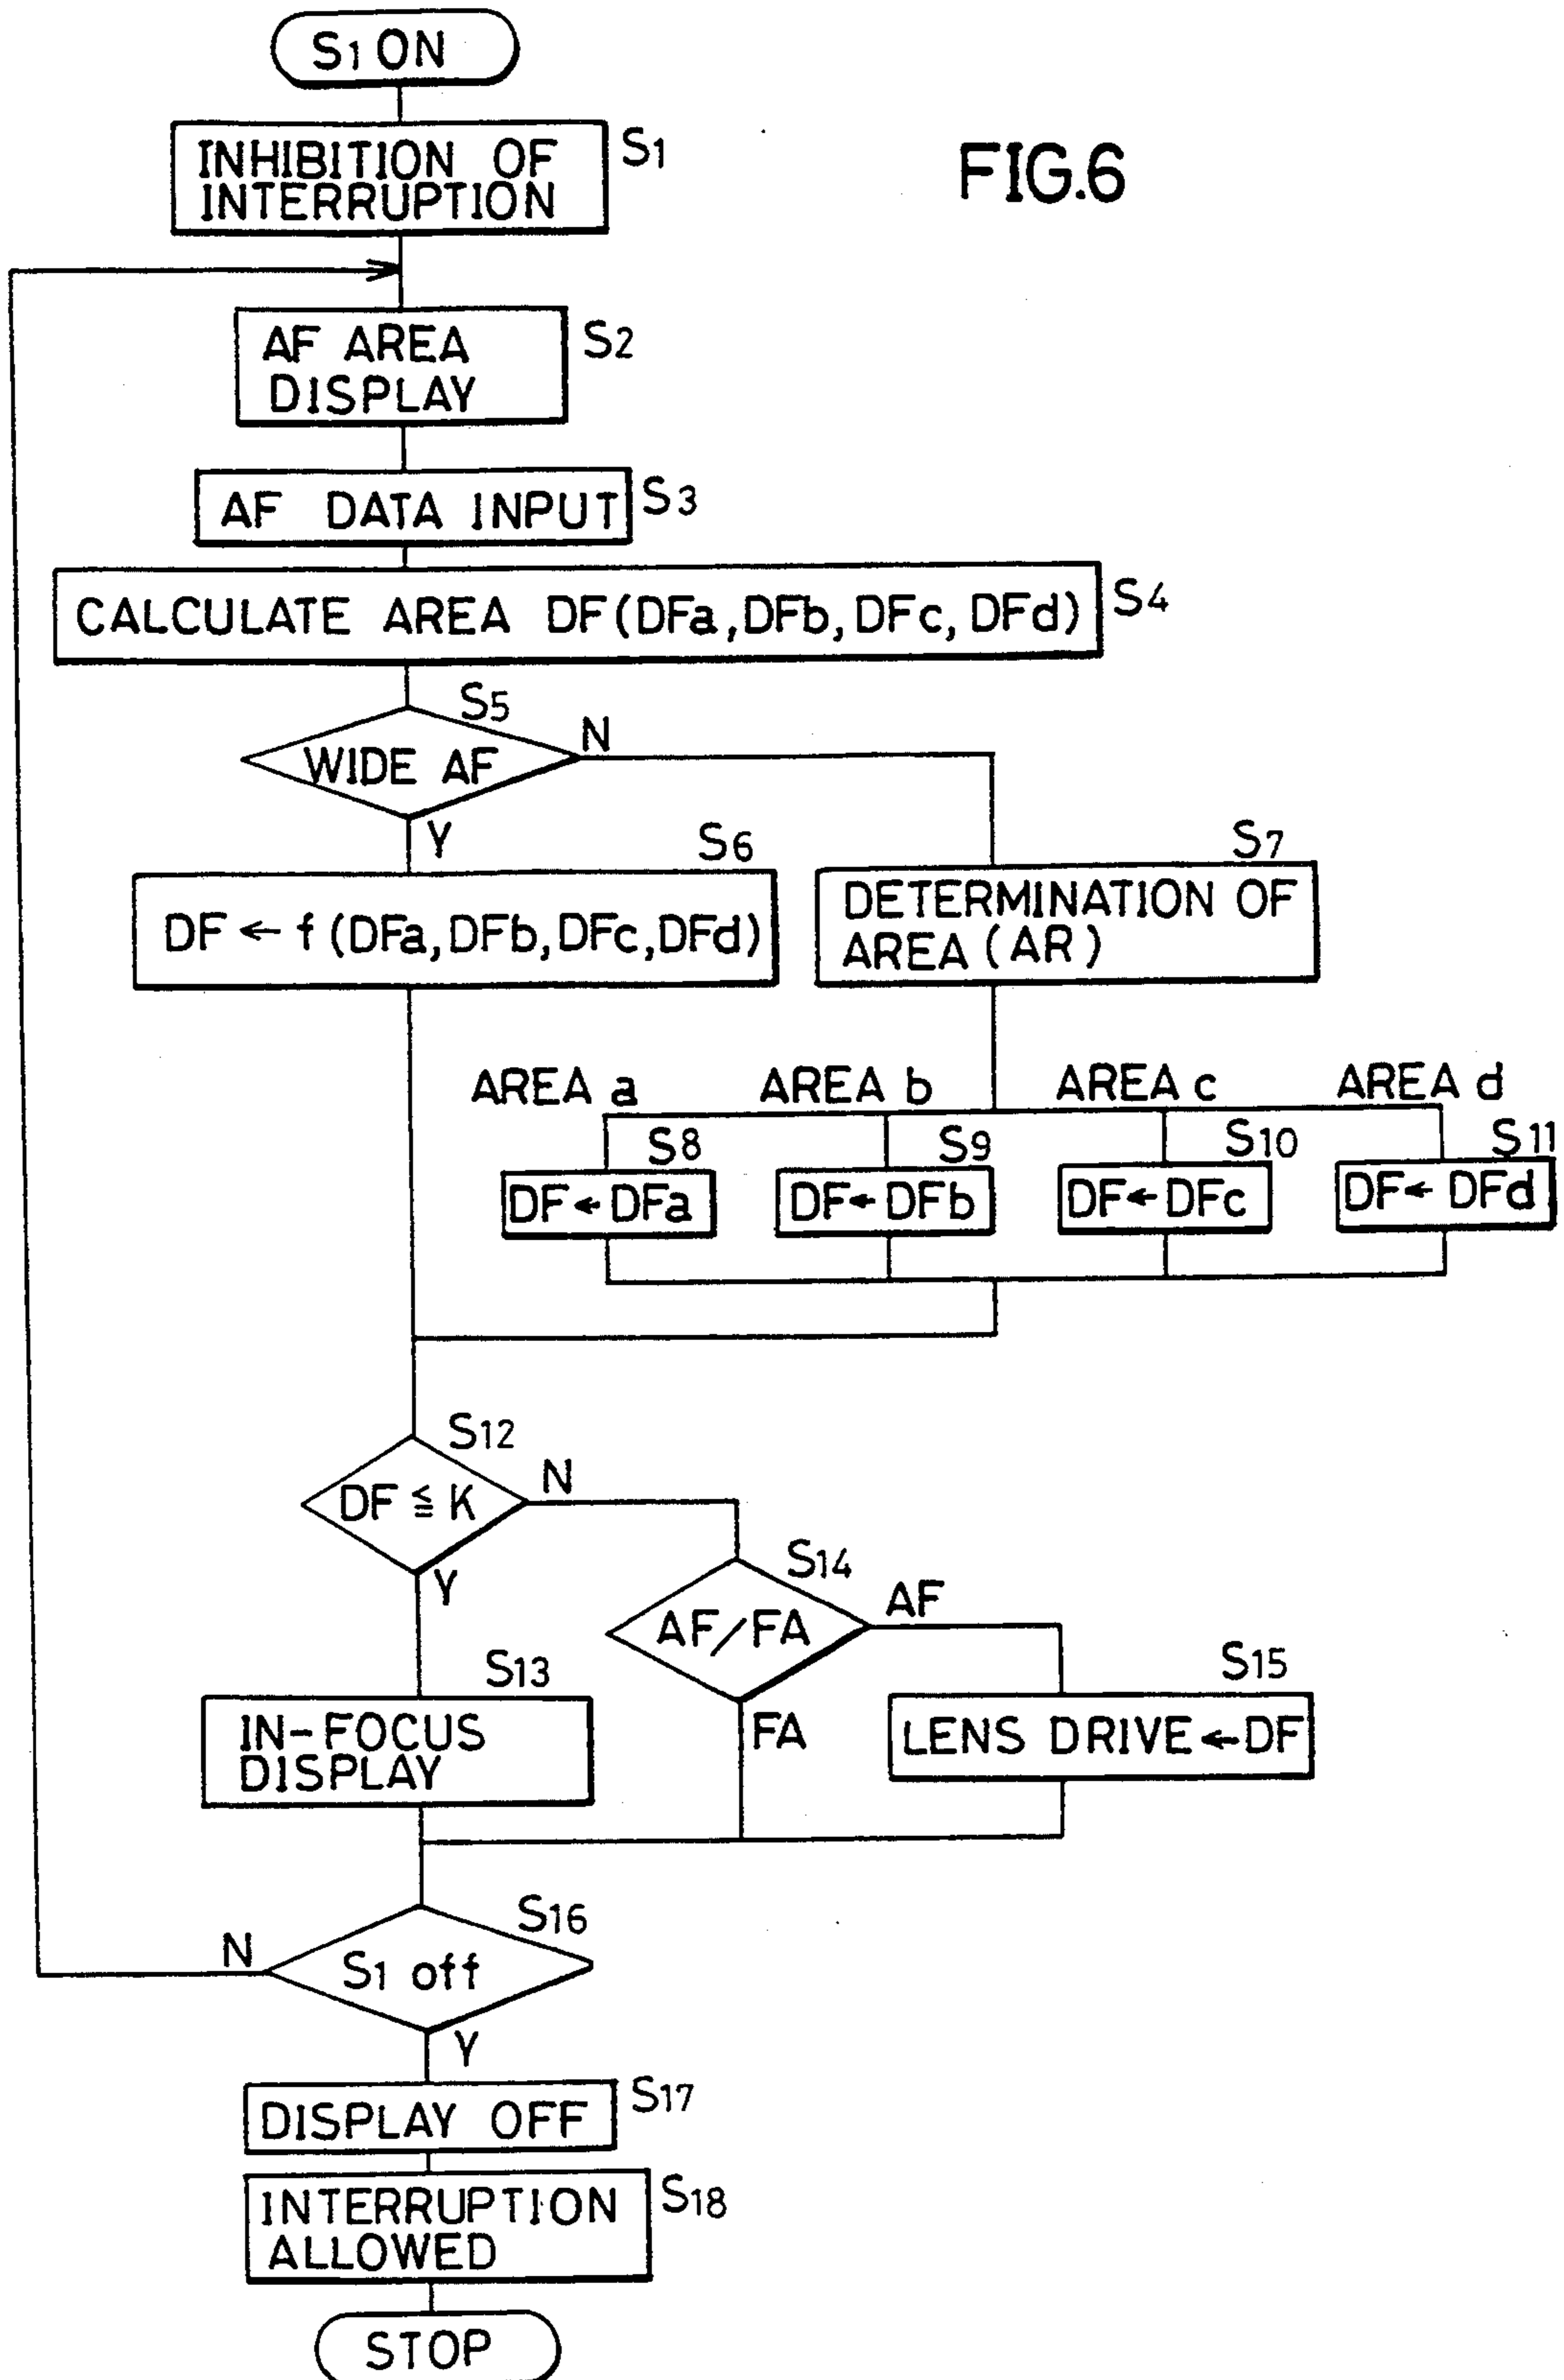 S1 ON
INHIBITION OF
INTERRUPTION
S1
FIG.6
AF AREA
DISPLAY
S2
AF DATA INPUT
S3
CALCULATE AREA DF(DFa,DFb,DFc,DFd)
S4
S5
WIDE AF
N
Y
S6
DF ← f(DFa,DFb,DFc,DFd)
S7
DETERMINATION OF
AREA(AR)
AREA a
AREA b
AREA c
AREA d
S8
S9
S10
S11
DF ← DFa
DF ← DFb
DF ← DFc
DF ← DFd
S12
DF ≦ K
N
Y
S14
AF/FA
AF
FA
S13
IN-FOCUS
DISPLAY
S15
LENS DRIVE ← DF
S16
S1 off
N
Y
DISPLAY OFF
S17
INTERRUPTION
ALLOWED
S18
STOP